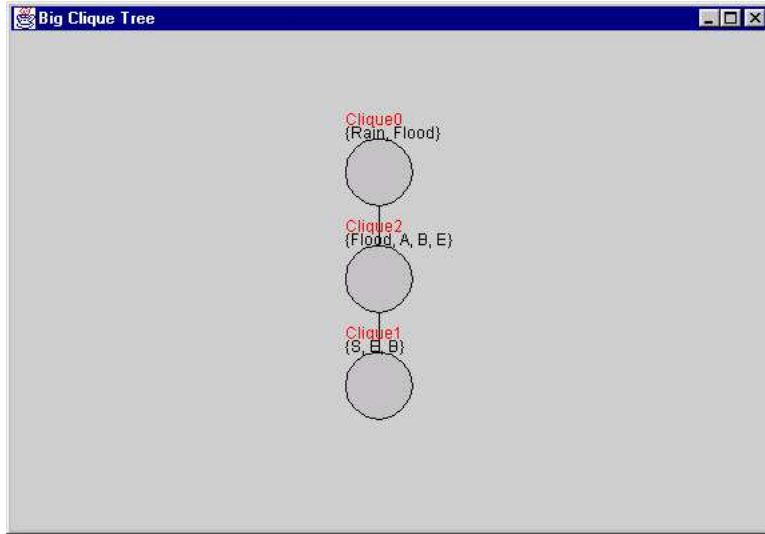 Big Clique Tree
Clique0
{Rain, Flood}
Clique2
{Flood, A, B, E}
Clique1
{S, E, B}